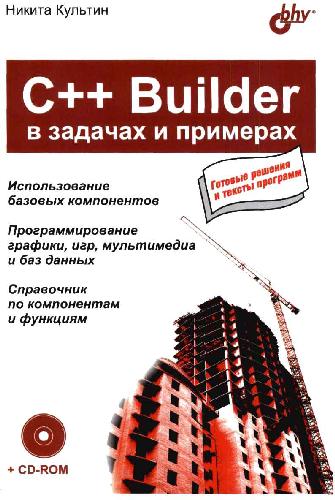 Никита Культин
bhv®
C++ Builder
в задачах и примерах
Готовые решения
и тексты программ
Использование
базовых компонентов
Программирование
графики, игр, мультимедиа
и баз данных
Справочник
по компонентам
и функциям
+ CD-ROM